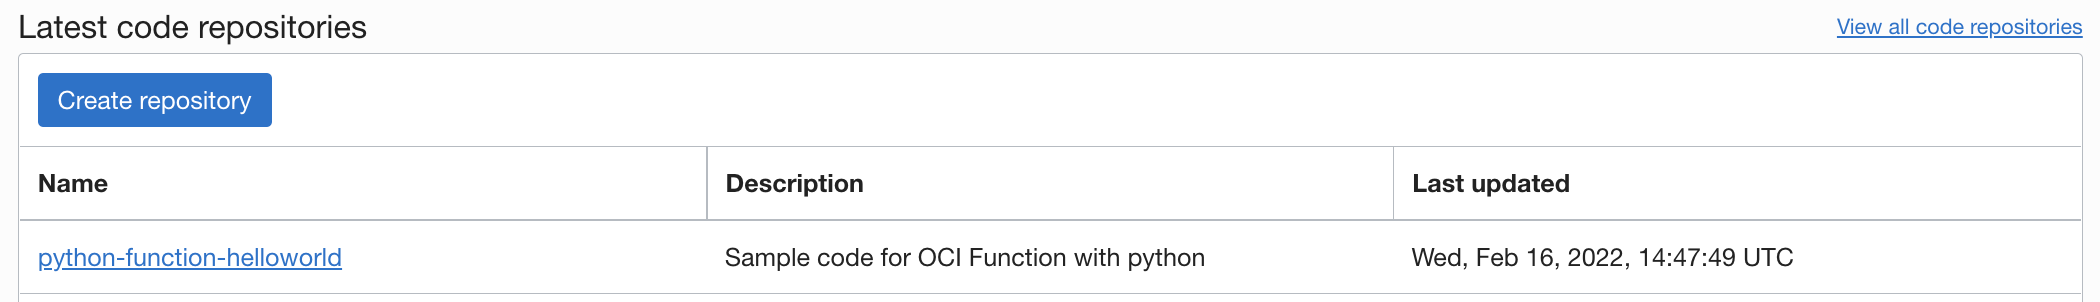 Latest code repositories
View all code repositories
Create repository
Name Description Last updated
python-function-helloworld Sample code for OCI Function with python Wed, Feb 16, 2022, 14:47:49 UTC